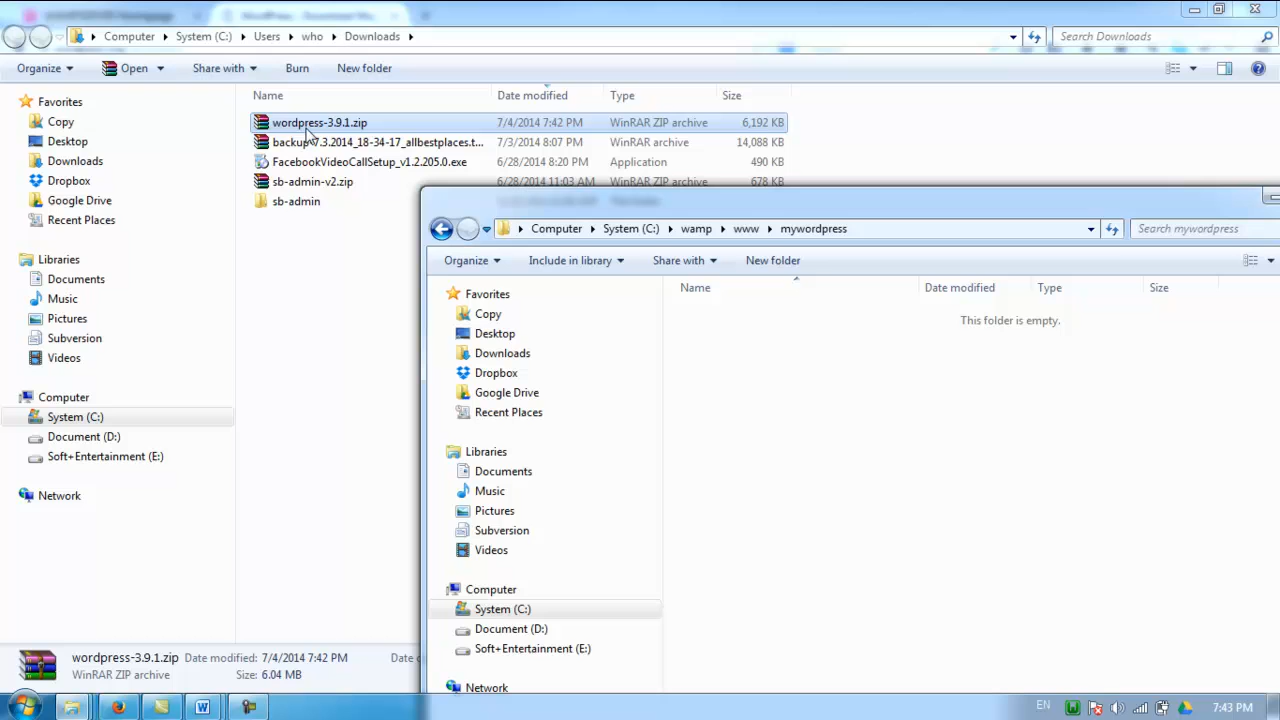 Computer System (C:) Users who Downloads
Search Downloads
Organize Open Share with Burn New folder
Name Date modified Type Size
Favorites
Copy
Desktop
Downloads
Dropbox
Google Drive
Recent Places
Libraries
Documents
Music
Pictures
Subversion
Videos
Computer
System (C:)
Document (D:)
Soft+Entertainment (E:)
Network
wordpress-3.9.1.zip 7/4/2014 7:42 PM WinRAR ZIP archive 6,192 KB
backup-7.3.2014_18-34-17_allbestplaces.t... 7/3/2014 8:07 PM WinRAR archive 14,088 KB
FacebookVideoCallSetup_v1.2.205.0.exe 6/28/2014 8:20 PM Application 490 KB
sb-admin-v2.zip 6/28/2014 11:03 AM WinRAR ZIP archive 678 KB
sb-admin
Computer System (C:) wamp www mywordpress
Search mywordpress
Organize Include in library Share with New folder
Name Date modified Type Size
This folder is empty.
Favorites
Copy
Desktop
Downloads
Dropbox
Google Drive
Recent Places
Libraries
Documents
Music
Pictures
Subversion
Videos
Computer
System (C:)
Document (D:)
Soft+Entertainment (E:)
Network
wordpress-3.9.1.zip Date modified: 7/4/2014 7:42 PM
WinRAR ZIP archive Size: 6.04 MB
EN 7:43 PM